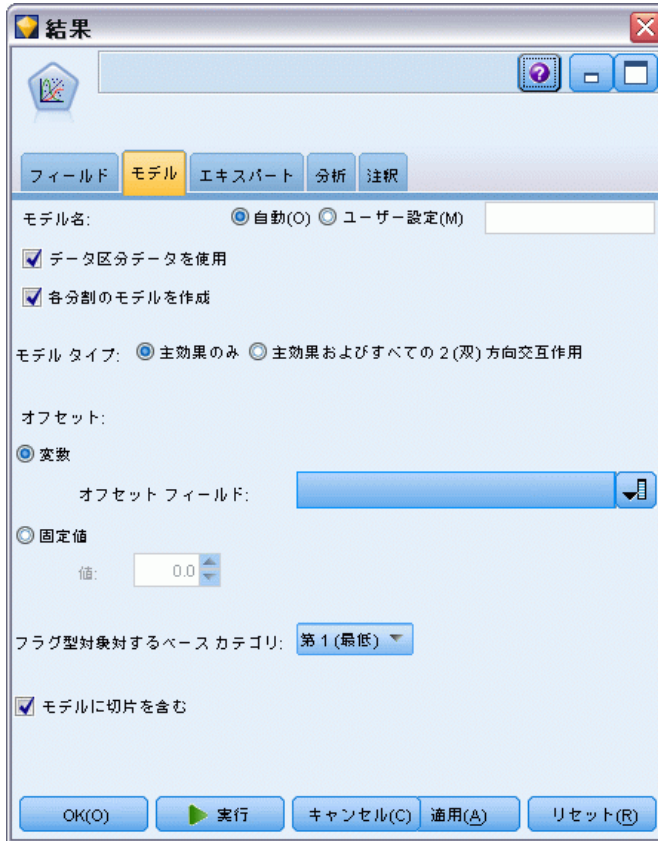 結果
フィールド モデル エキスパート 分析 注釈
モデル名: 自動(O) ユーザー設定(M)
データ区分データを使用
各分割のモデルを作成
モデル タイプ: 主効果のみ 主効果およびすべての2(双)方向交互作用
オフセット:
変数
オフセット フィールド:
固定値
値: 0.0
フラグ型対象対するベース カテゴリ: 第1(最低)
モデルに切片を含む
OK(O) 実行 キャンセル(C) 適用(A) リセット(R)